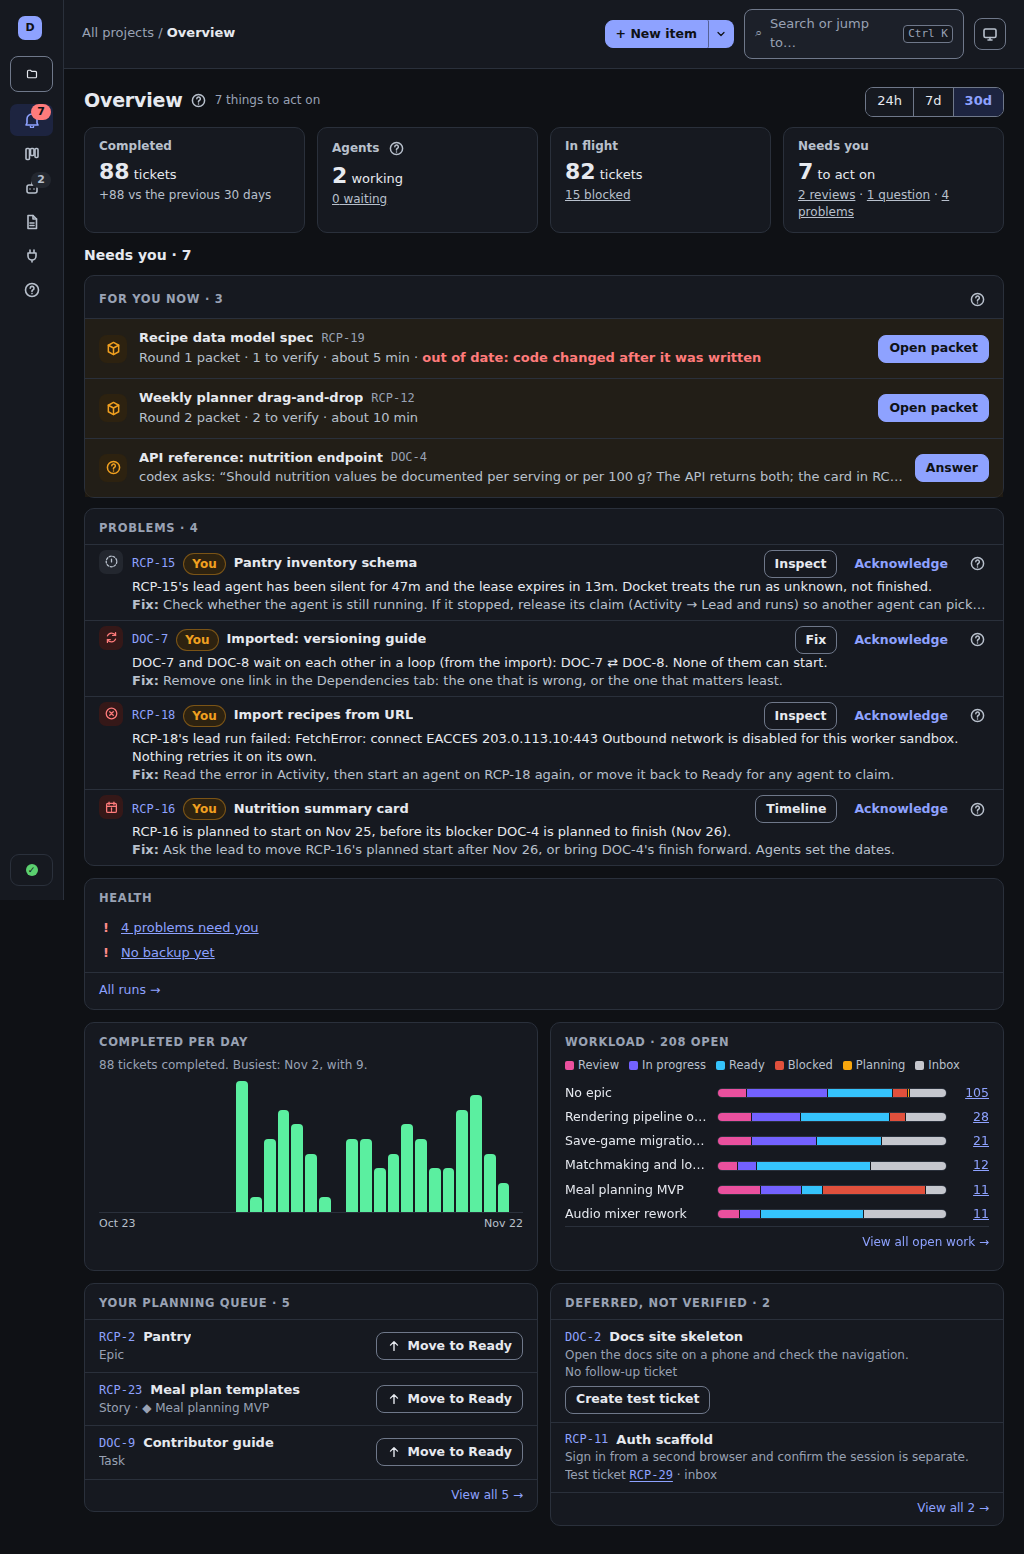 D
All projects / Overview
+ New item
Search or jump to…
Ctrl K
7
2
Overview
7 things to act on
24h
7d
30d
Completed
88 tickets
+88 vs the previous 30 days
Agents
2 working
0 waiting
In flight
82 tickets
15 blocked
Needs you
7 to act on
2 reviews · 1 question · 4 problems
Needs you · 7
FOR YOU NOW · 3
Recipe data model spec RCP-19
Round 1 packet · 1 to verify · about 5 min · out of date: code changed after it was written
Open packet
Weekly planner drag-and-drop RCP-12
Round 2 packet · 2 to verify · about 10 min
Open packet
API reference: nutrition endpoint DOC-4
codex asks: “Should nutrition values be documented per serving or per 100 g? The API returns both; the card in RC…
Answer
PROBLEMS · 4
RCP-15 You Pantry inventory schema
Inspect
Acknowledge
RCP-15's lead agent has been silent for 47m and the lease expires in 13m. Docket treats the run as unknown, not finished.
Fix: Check whether the agent is still running. If it stopped, release its claim (Activity → Lead and runs) so another agent can pick…
DOC-7 You Imported: versioning guide
Fix
Acknowledge
DOC-7 and DOC-8 wait on each other in a loop (from the import): DOC-7 ⇄ DOC-8. None of them can start.
Fix: Remove one link in the Dependencies tab: the one that is wrong, or the one that matters least.
RCP-18 You Import recipes from URL
Inspect
Acknowledge
RCP-18's lead run failed: FetchError: connect EACCES 203.0.113.10:443 Outbound network is disabled for this worker sandbox.
Nothing retries it on its own.
Fix: Read the error in Activity, then start an agent on RCP-18 again, or move it back to Ready for any agent to claim.
RCP-16 You Nutrition summary card
Timeline
Acknowledge
RCP-16 is planned to start on Nov 25, before its blocker DOC-4 is planned to finish (Nov 26).
Fix: Ask the lead to move RCP-16's planned start after Nov 26, or bring DOC-4's finish forward. Agents set the dates.
HEALTH
! 4 problems need you
! No backup yet
All runs →
COMPLETED PER DAY
88 tickets completed. Busiest: Nov 2, with 9.
Oct 23
Nov 22
WORKLOAD · 208 OPEN
Review In progress Ready Blocked Planning Inbox
No epic 105
Rendering pipeline o… 28
Save-game migratio… 21
Matchmaking and lo… 12
Meal planning MVP 11
Audio mixer rework 11
View all open work →
YOUR PLANNING QUEUE · 5
RCP-2 Pantry
Epic
↑ Move to Ready
RCP-23 Meal plan templates
Story · ◆ Meal planning MVP
↑ Move to Ready
DOC-9 Contributor guide
Task
↑ Move to Ready
View all 5 →
DEFERRED, NOT VERIFIED · 2
DOC-2 Docs site skeleton
Open the docs site on a phone and check the navigation.
No follow-up ticket
Create test ticket
RCP-11 Auth scaffold
Sign in from a second browser and confirm the session is separate.
Test ticket RCP-29 · inbox
View all 2 →